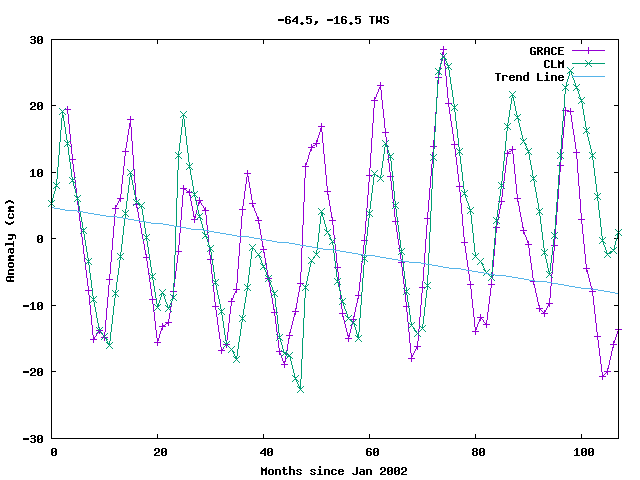 -64.5, -16.5 TWS
GRACE
CLM
Trend Line
30
20
10
0
-10
-20
-30
Anomaly (cm)
0 20 40 60 80 100
Months since Jan 2002